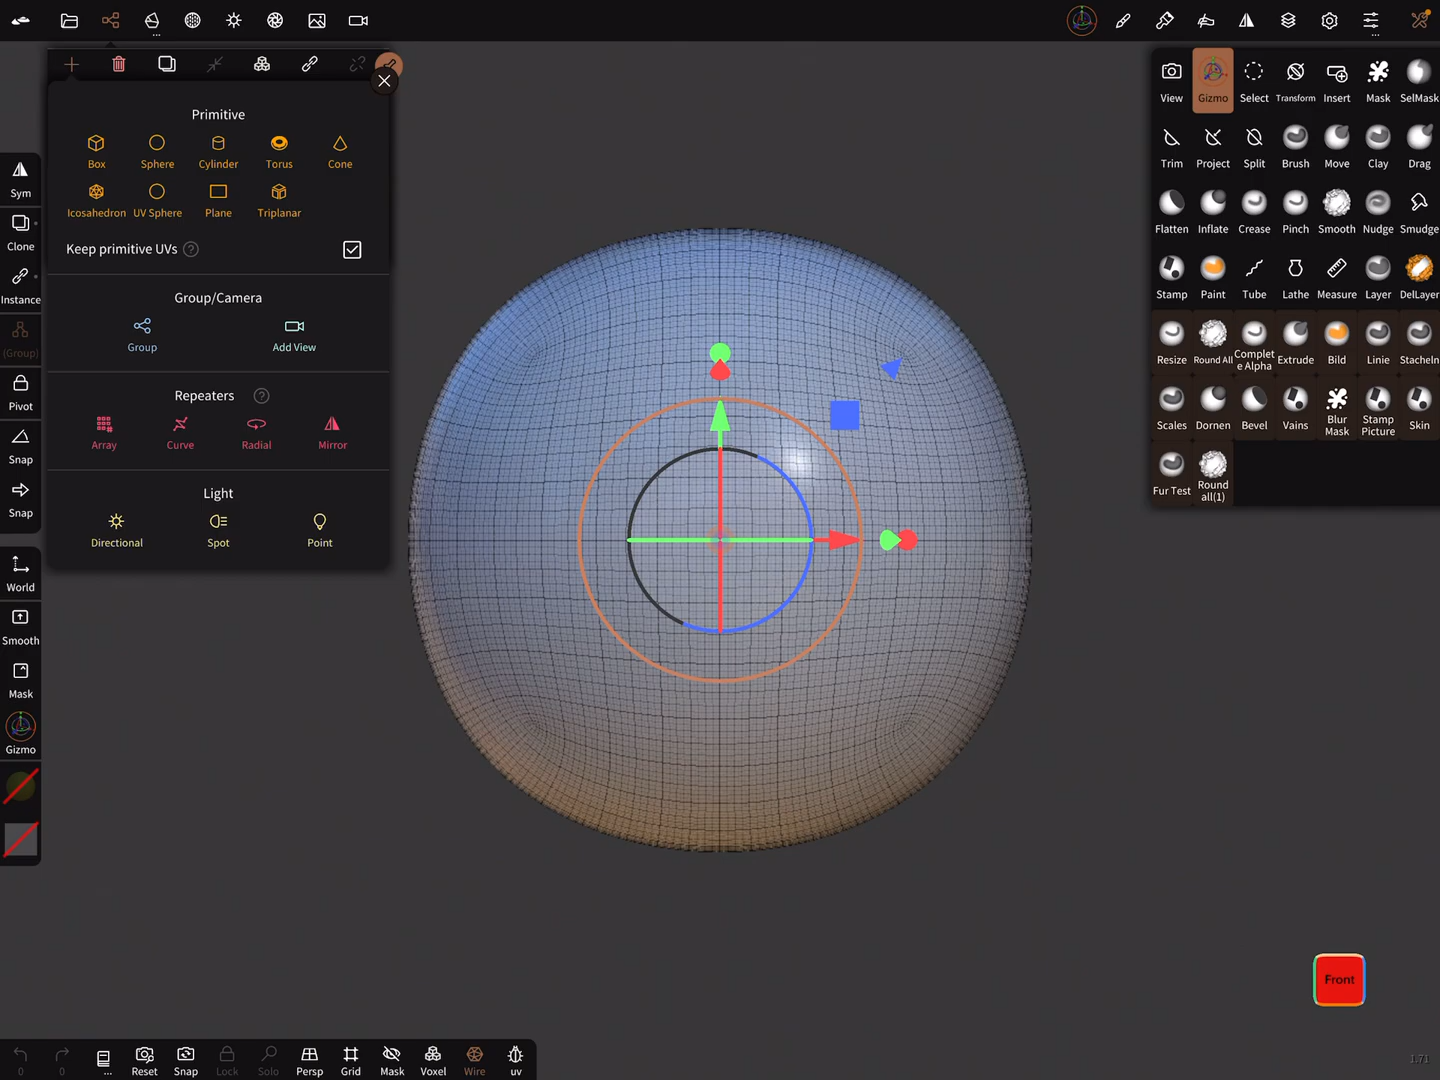 Primitive
Box
Sphere
Cylinder
Torus
Cone
Icosahedron
UV Sphere
Plane
Triplanar
Keep primitive UVs ?
Group/Camera
Group
Add View
Repeaters ?
Array
Curve
Radial
Mirror
Light
Directional
Spot
Point
Sym
Clone
Instance
(Group)
Pivot
Snap
Snap
World
Smooth
Mask
Gizmo
View
Gizmo
Select
Transform
Insert
Mask
SelMask
Trim
Project
Split
Brush
Move
Clay
Drag
Flatten
Inflate
Crease
Pinch
Smooth
Nudge
Smudge
Stamp
Paint
Tube
Lathe
Measure
Layer
DelLayer
Resize
Round All
Complet
e Alpha
Extrude
Bild
Linie
Stacheln
Scales
Dornen
Bevel
Vains
Blur
Mask
Stamp
Picture
Skin
Fur Test
Round
all(1)
Front
0
0
...
Reset
Snap
Lock
Solo
Persp
Grid
Mask
Voxel
Wire
uv
1.71